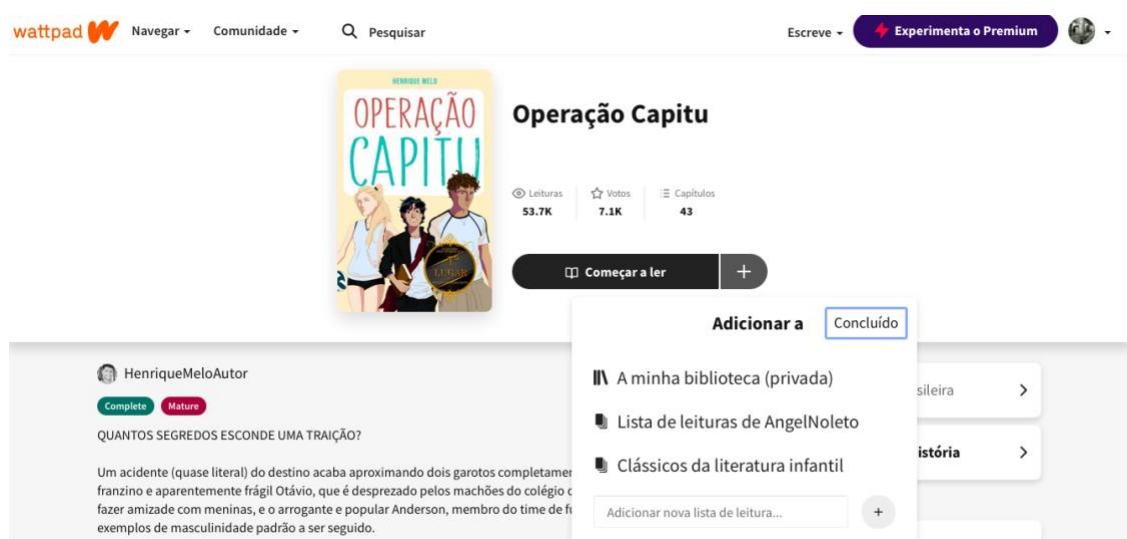 wattpad
Navegar
Comunidade
Pesquisar
Escreve
Experimenta o Premium
HENRIQUE MELO
OPERAÇÃO
CAPITU
1º
LUGAR
Operação Capitu
Leituras
53.7K
Votos
7.1K
Capítulos
43
Começar a ler
Adicionar a
Concluído
A minha biblioteca (privada)
Lista de leituras de AngelNoleto
Clássicos da literatura infantil
Adicionar nova lista de leitura...
HenriqueMeloAutor
Complete
Mature
QUANTOS SEGREDOS ESCONDE UMA TRAIÇÃO?
Um acidente (quase literal) do destino acaba aproximando dois garotos completamen
franzino e aparentemente frágil Otávio, que é desprezado pelos machões do colégio
fazer amizade com meninas, e o arrogante e popular Anderson, membro do time de
exemplos de masculinidade padrão a ser seguido.
sileira
istória